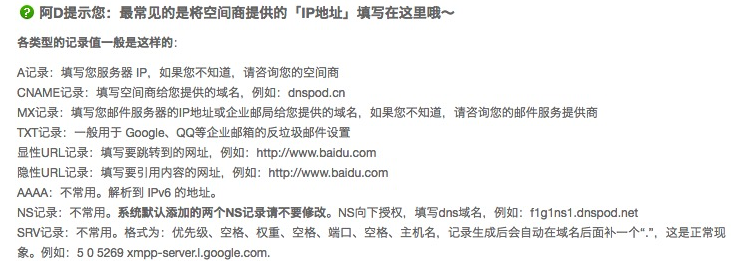 阿D提示您：最常见的是将空间商提供的「IP地址」填写在这里哦～
各类型的记录值一般是这样的：
A记录：填写您服务器 IP，如果您不知道，请咨询您的空间商
CNAME记录：填写空间商给您提供的域名，例如：dnspod.cn
MX记录：填写您邮件服务器的IP地址或企业邮局给您提供的域名，如果您不知道，请咨询您的邮件服务提供商
TXT记录：一般用于 Google、QQ等企业邮箱的反垃圾邮件设置
显性URL记录：填写要跳转到的网址，例如：http://www.baidu.com
隐性URL记录：填写要引用内容的网址，例如：http://www.baidu.com
AAAA：不常用。解析到 IPv6 的地址。
NS记录：不常用。系统默认添加的两个NS记录请不要修改。NS向下授权，填写dns域名，例如：f1g1ns1.dnspod.net
SRV记录：不常用。格式为：优先级、空格、权重、空格、端口、空格、主机名，记录生成后会自动在域名后面补一个“.”，这是正常现
象。例如：5 0 5269 xmpp-server.l.google.com.